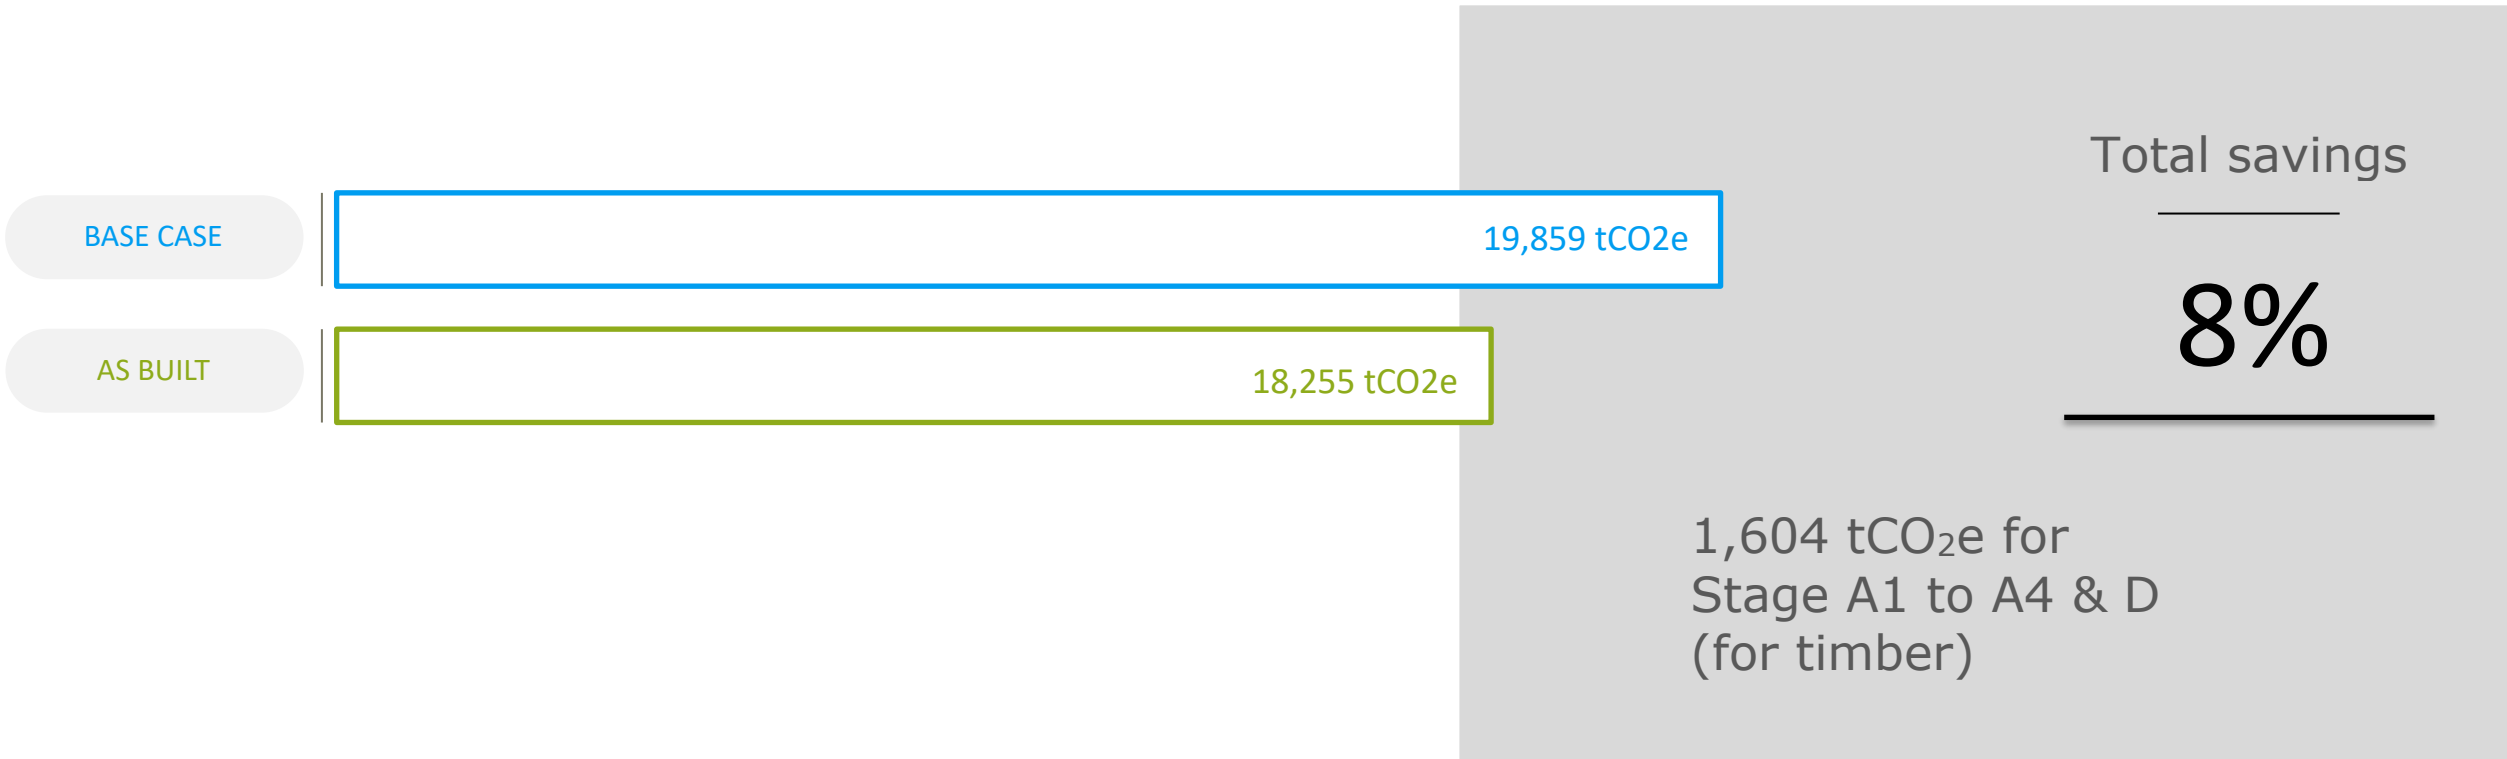 BASE CASE
19,859 tCO2e
AS BUILT
18,255 tCO2e
Total savings
8%
1,604 tCO₂e for
Stage A1 to A4 & D
(for timber)